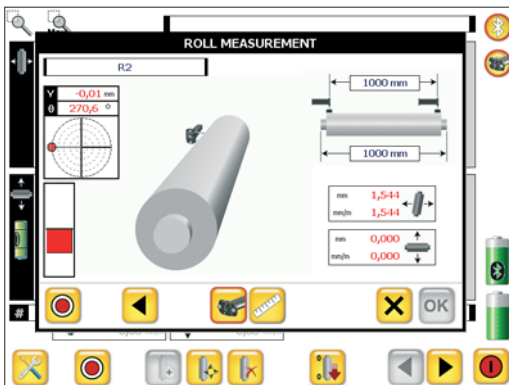 ROLL MEASUREMENT
R2
Y -0,01 mm
θ 270,6 °
1000 mm
1000 mm
mm 1,544
mm/m 1,544
mm 0,000
mm/m 0,000
OK
#